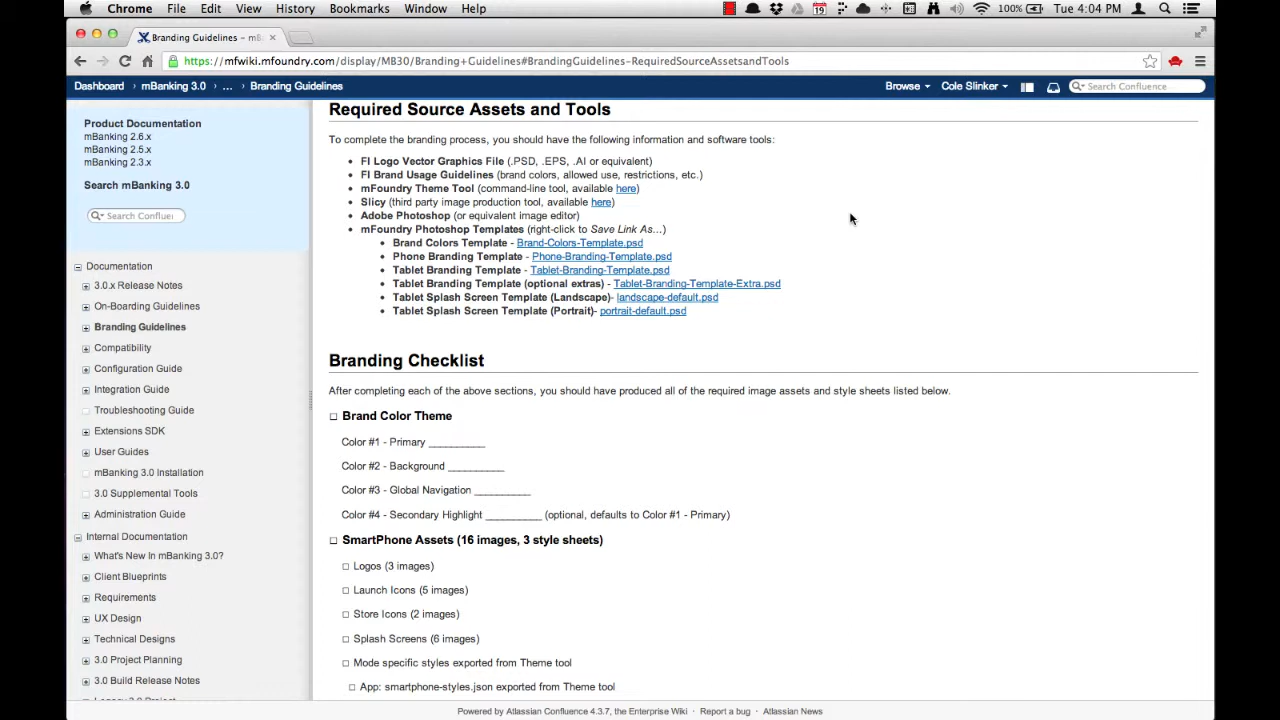 Chrome File Edit View History Bookmarks Window Help 19 100% Tue 4:04 PM
Branding Guidelines – mB
https://mfwiki.mfoundry.com/display/MB30/Branding+Guidelines#BrandingGuidelines-RequiredSourceAssetsandTools
Dashboard › mBanking 3.0 › ... › Branding Guidelines Browse Cole Slinker Search Confluence
Product Documentation
mBanking 2.6.x
mBanking 2.5.x
mBanking 2.3.x
Search mBanking 3.0
Search Conflue
Documentation
3.0.x Release Notes
On-Boarding Guidelines
Branding Guidelines
Compatibility
Configuration Guide
Integration Guide
Troubleshooting Guide
Extensions SDK
User Guides
mBanking 3.0 Installation
3.0 Supplemental Tools
Administration Guide
Internal Documentation
What's New In mBanking 3.0?
Client Blueprints
Requirements
UX Design
Technical Designs
3.0 Project Planning
3.0 Build Release Notes
Required Source Assets and Tools
To complete the branding process, you should have the following information and software tools:
• FI Logo Vector Graphics File (.PSD, .EPS, .AI or equivalent)
• FI Brand Usage Guidelines (brand colors, allowed use, restrictions, etc.)
• mFoundry Theme Tool (command-line tool, available here)
• Slicy (third party image production tool, available here)
• Adobe Photoshop (or equivalent image editor)
• mFoundry Photoshop Templates (right-click to Save Link As...)
• Brand Colors Template - Brand-Colors-Template.psd
• Phone Branding Template - Phone-Branding-Template.psd
• Tablet Branding Template - Tablet-Branding-Template.psd
• Tablet Branding Template (optional extras) - Tablet-Branding-Template-Extra.psd
• Tablet Splash Screen Template (Landscape)- landscape-default.psd
• Tablet Splash Screen Template (Portrait)- portrait-default.psd
Branding Checklist
After completing each of the above sections, you should have produced all of the required image assets and style sheets listed below.
☐ Brand Color Theme
Color #1 - Primary __________
Color #2 - Background __________
Color #3 - Global Navigation __________
Color #4 - Secondary Highlight __________ (optional, defaults to Color #1 - Primary)
☐ SmartPhone Assets (16 images, 3 style sheets)
☐ Logos (3 images)
☐ Launch Icons (5 images)
☐ Store Icons (2 images)
☐ Splash Screens (6 images)
☐ Mode specific styles exported from Theme tool
☐ App: smartphone-styles.json exported from Theme tool
Powered by Atlassian Confluence 4.3.7, the Enterprise Wiki · Report a bug · Atlassian News